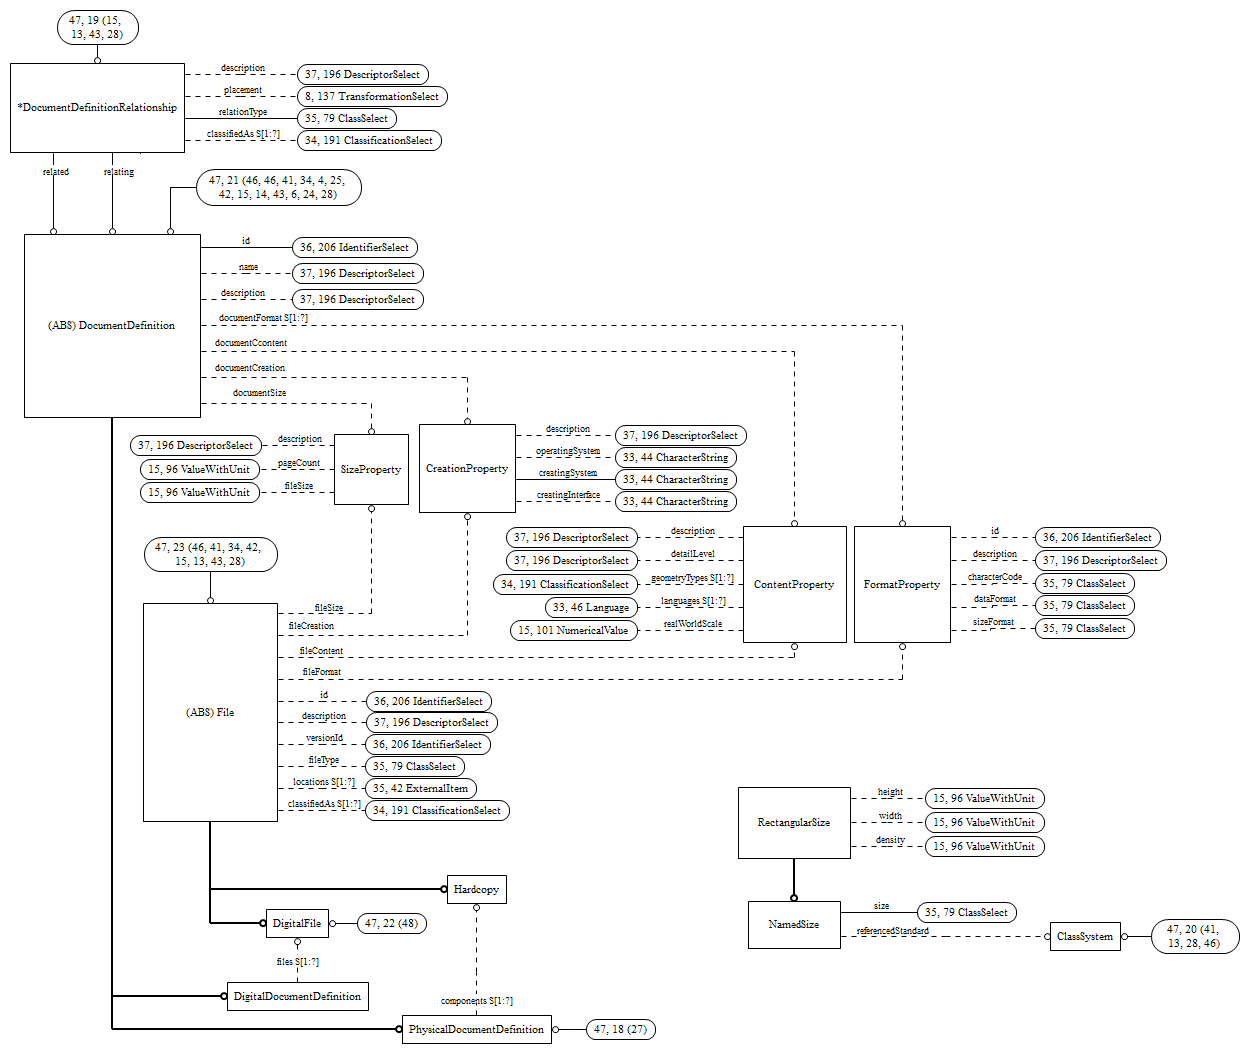 47, 19 (15,
13, 43, 28)
*DocumentDefinitionRelationship
description
37, 196 DescriptorSelect
placement
8, 137 TransformationSelect
relationType
35, 79 ClassSelect
classifiedAs S[1:?]
34, 191 ClassificationSelect
related
relating
47, 21 (46, 46, 41, 34, 4, 25,
42, 15, 14, 43, 6, 24, 28)
(ABS) DocumentDefinition
id
36, 206 IdentifierSelect
name
37, 196 DescriptorSelect
description
37, 196 DescriptorSelect
documentFormat S[1:?]
documentCcontent
documentCreation
documentSize
37, 196 DescriptorSelect
description
15, 96 ValueWithUnit
pageCount
15, 96 ValueWithUnit
fileSize
SizeProperty
CreationProperty
description
37, 196 DescriptorSelect
operatingSystem
33, 44 CharacterString
creatingSystem
33, 44 CharacterString
creatingInterface
33, 44 CharacterString
37, 196 DescriptorSelect
description
37, 196 DescriptorSelect
detailLevel
34, 191 ClassificationSelect
geometryTypes S[1:?]
33, 46 Language
languages S[1:?]
15, 101 NumericalValue
realWorldScale
ContentProperty
FormatProperty
id
36, 206 IdentifierSelect
description
37, 196 DescriptorSelect
characterCode
35, 79 ClassSelect
dataFormat
35, 79 ClassSelect
sizeFormat
35, 79 ClassSelect
47, 23 (46, 41, 34, 42,
15, 13, 43, 28)
(ABS) File
fileSize
fileCreation
fileContent
fileFormat
id
36, 206 IdentifierSelect
description
37, 196 DescriptorSelect
versionId
36, 206 IdentifierSelect
fileType
35, 79 ClassSelect
locations S[1:?]
35, 42 ExternalItem
classifiedAs S[1:?]
34, 191 ClassificationSelect
RectangularSize
height
15, 96 ValueWithUnit
width
15, 96 ValueWithUnit
density
15, 96 ValueWithUnit
Hardcopy
DigitalFile
47, 22 (48)
NamedSize
size
35, 79 ClassSelect
referencedStandard
ClassSystem
47, 20 (41,
13, 28, 46)
files S[1:?]
DigitalDocumentDefinition
components S[1:?]
PhysicalDocumentDefinition
47, 18 (27)